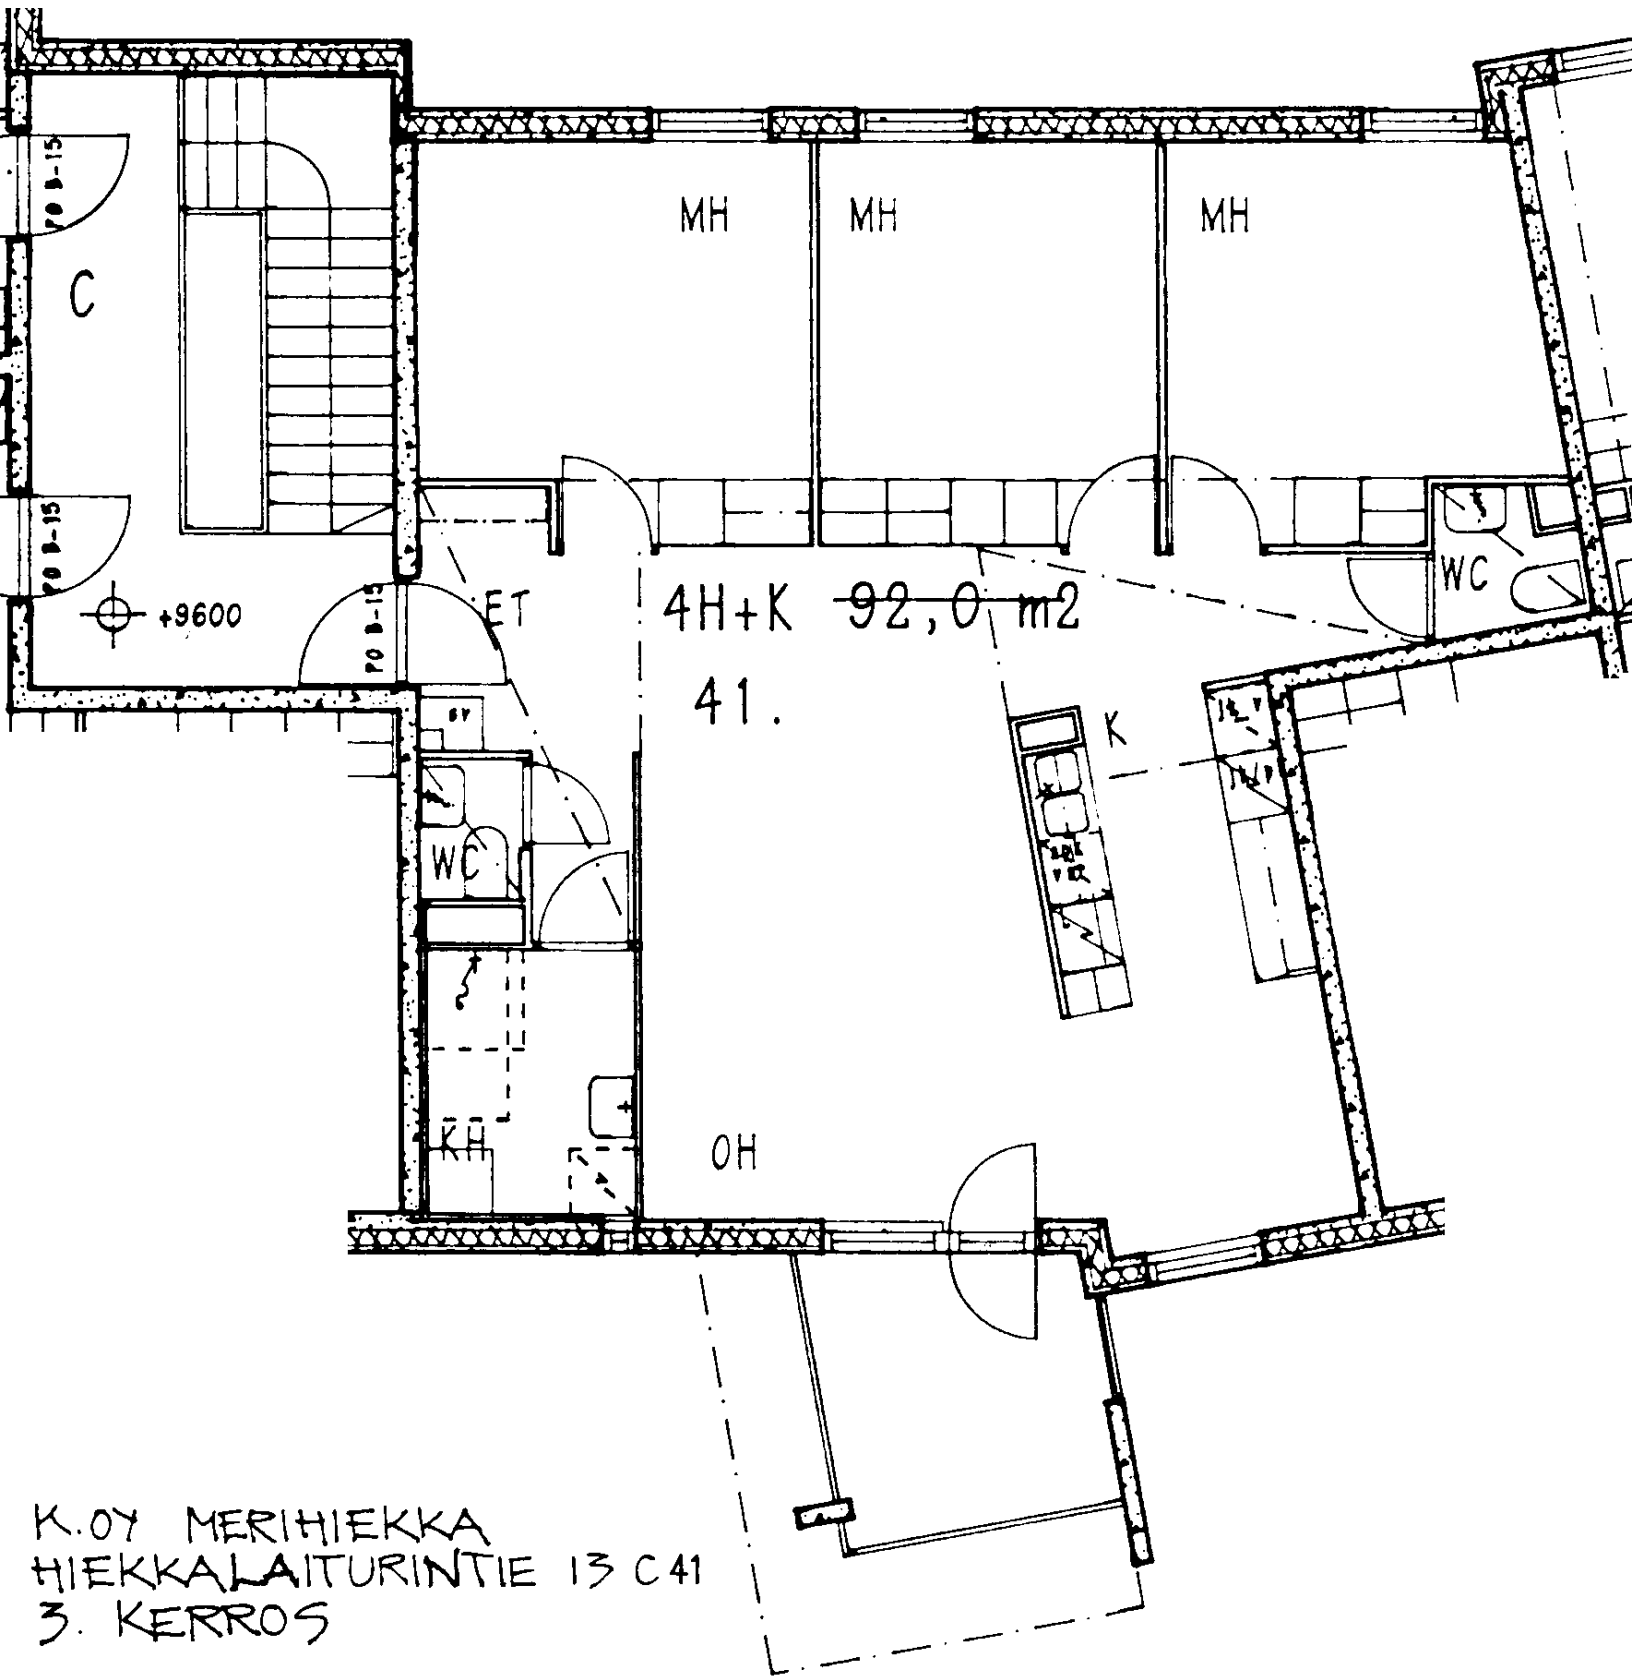 PO B-15
MH MH MH
C
PO B-15
WC
+9600
PO B-15
ET
4H+K 92,0 m2
41.
K
WC
KH
OH
K.OY MERIHIEKKA
HIEKKALAITURINTIE 13 C 41
3. KERROS